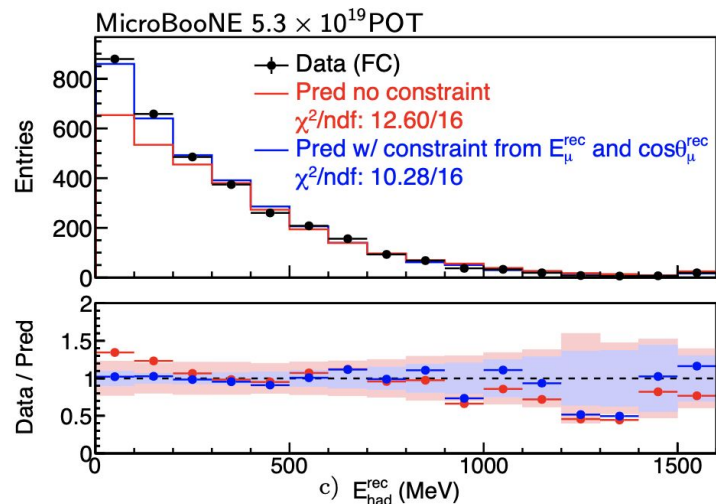 MicroBooNE 5.3 × 10¹⁹POT
Data (FC)
Pred no constraint
χ²/ndf: 12.60/16
Pred w/ constraint from E_μ^rec and cosθ_μ^rec
χ²/ndf: 10.28/16
Entries
800
600
400
200
0
Data / Pred
2
1.5
1
0.5
0
0 500 1000 1500
c) E_had^rec (MeV)